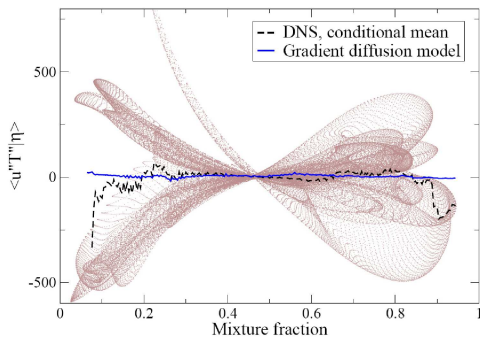 DNS, conditional mean
Gradient diffusion model
500
0
-500
<u"T"|η>
0
0.2
0.4
0.6
0.8
1
Mixture fraction